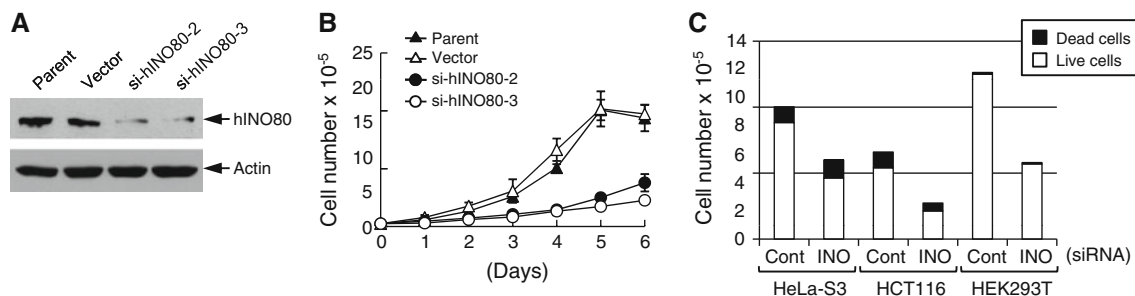 A
Parent
Vector
si-hINO80-2
si-hINO80-3
hINO80
Actin
B
Cell number x 10-5
25
20
15
10
5
0
Parent
Vector
si-hINO80-2
si-hINO80-3
0 1 2 3 4 5 6
(Days)
C
Cell number x 10-5
14
12
10
8
6
4
2
0
Dead cells
Live cells
Cont INO Cont INO Cont INO (siRNA)
HeLa-S3 HCT116 HEK293T